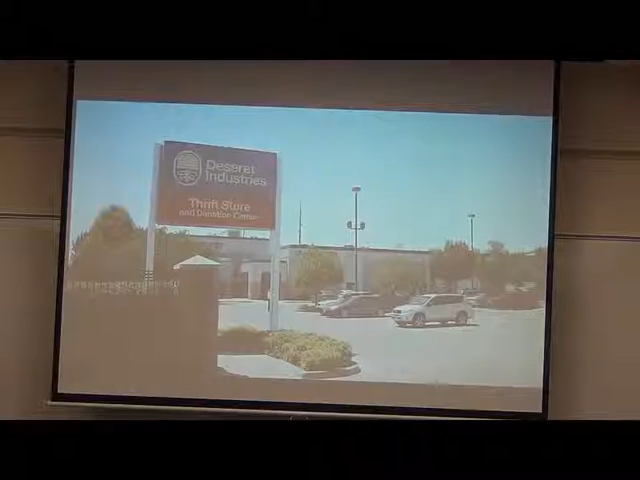 Deseret
Industries
Thrift Store
and Donation Center